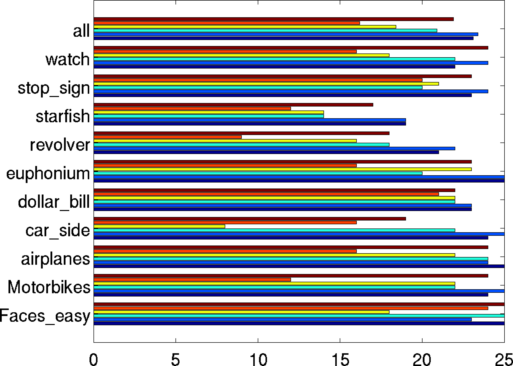 all
watch
stop_sign
starfish
revolver
euphonium
dollar_bill
car_side
airplanes
Motorbikes
Faces_easy
0 5 10 15 20 25